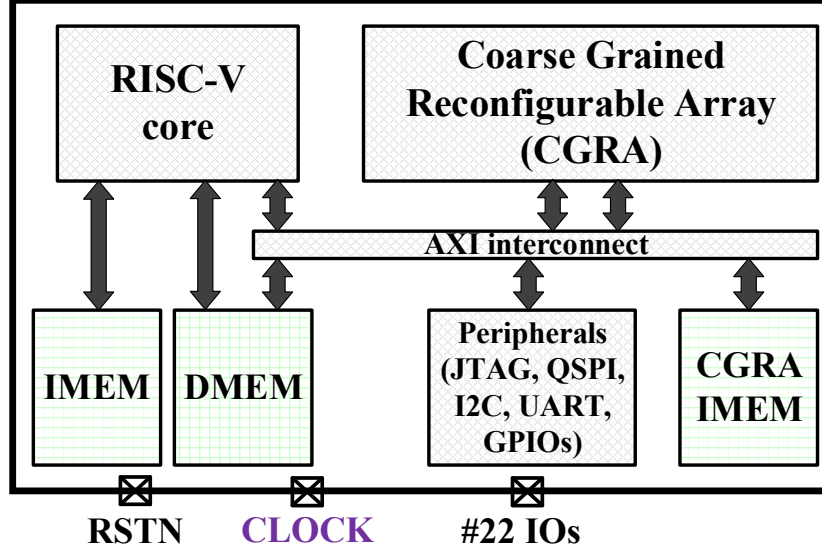 RISC-V
core
Coarse Grained
Reconfigurable Array
(CGRA)
AXI interconnect
IMEM
DMEM
Peripherals
(JTAG, QSPI,
I2C, UART,
GPIOs)
CGRA
IMEM
RSTN
CLOCK
#22 IOs